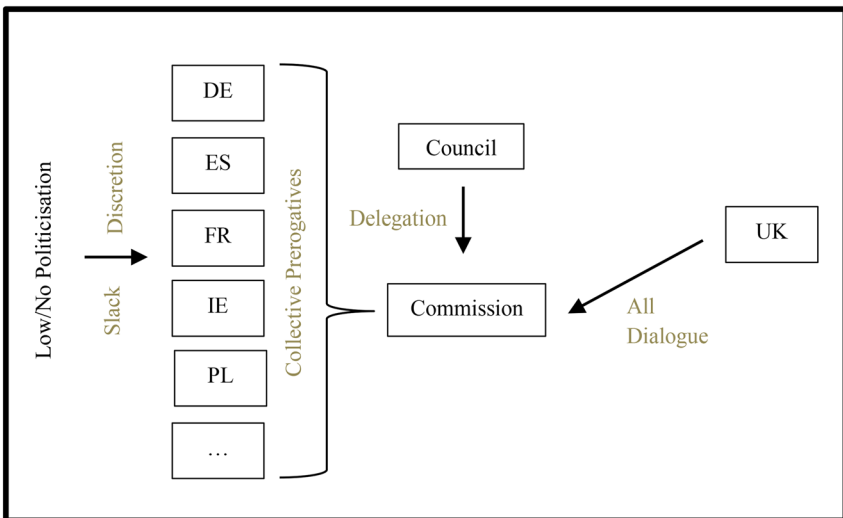 Low/No Politicisation
Discretion
Slack
DE
ES
FR
IE
PL
…
Collective Prerogatives
Council
Delegation
Commission
UK
All
Dialogue